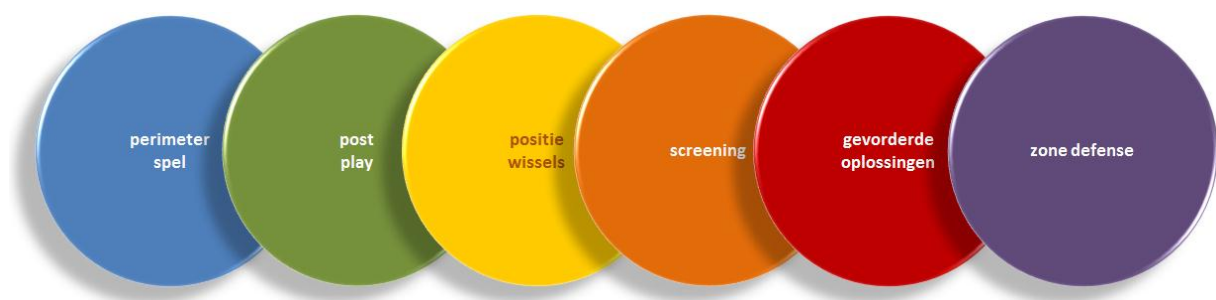 perimeter
spel
post
play
positie
wissels
screening
gevorderde
oplossingen
zone defense